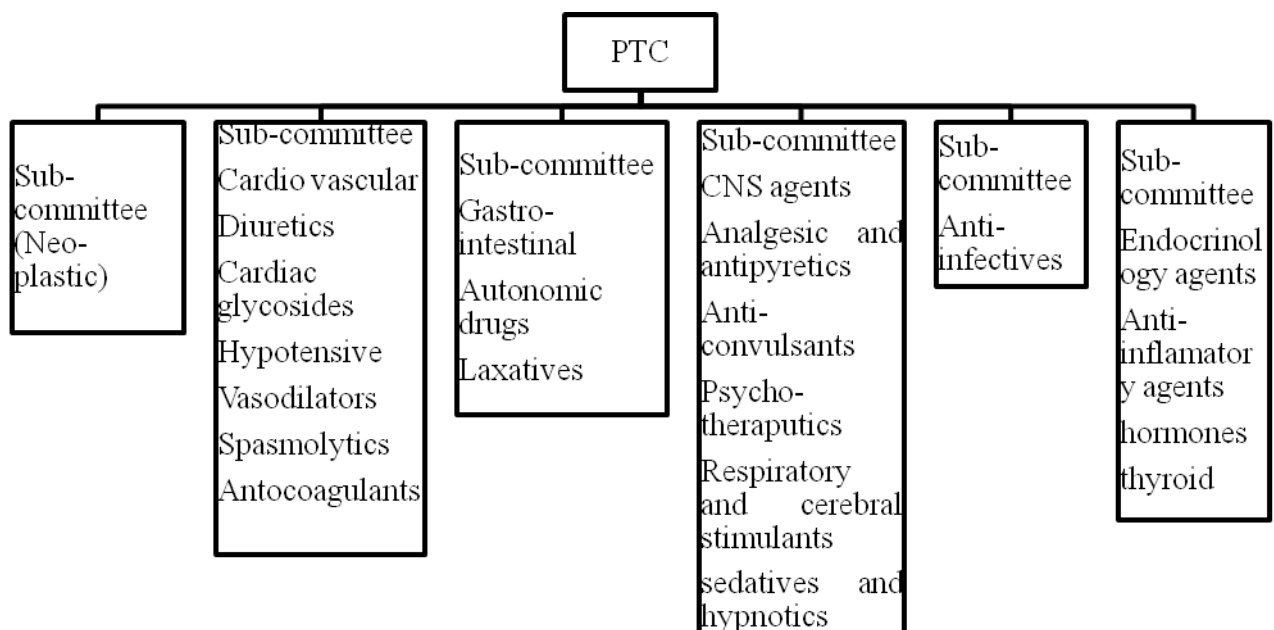 PTC
Sub-
committee
(Neo-
plastic)
Sub-committee
Cardio vascular
Diuretics
Cardiac
glycosides
Hypotensive
Vasodilators
Spasmolytics
Antocoagulants
Sub-committee
Gastro-
intestinal
Autonomic
drugs
Laxatives
Sub-committee
CNS agents
Analgesic and
antipyretics
Anti-
convulsants
Psycho-
theraputics
Respiratory
and cerebral
stimulants
sedatives and
hypnotics
Sub-
committee
Anti-
infectives
Sub-
committee
Endocrinol
ogy agents
Anti-
inflamator
y agents
hormones
thyroid